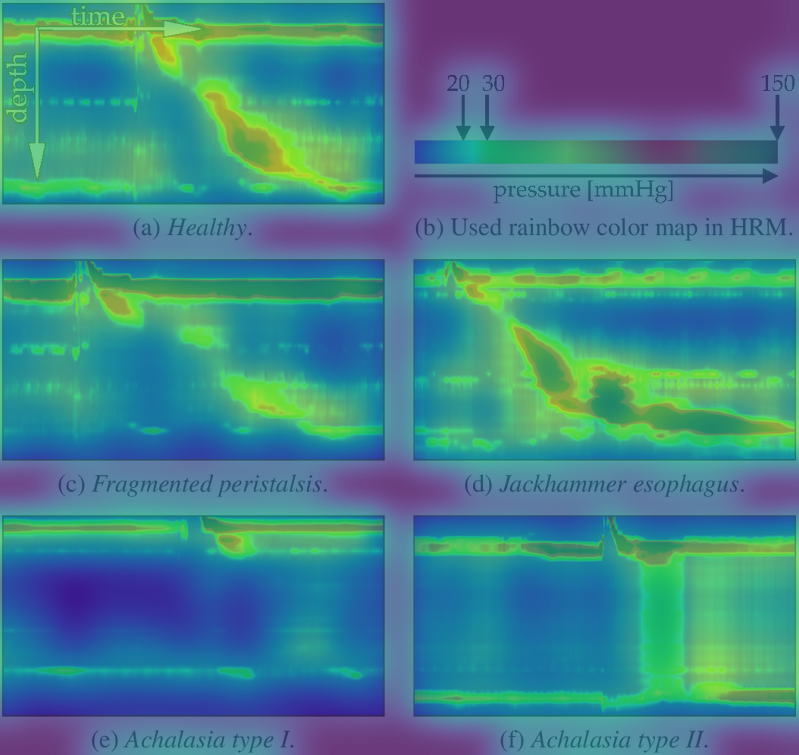 time
depth
(a) Healthy.
20 30 150
pressure [mmHg]
(b) Used rainbow color map in HRM.
(c) Fragmented peristalsis.
(d) Jackhammer esophagus.
(e) Achalasia type I.
(f) Achalasia type II.